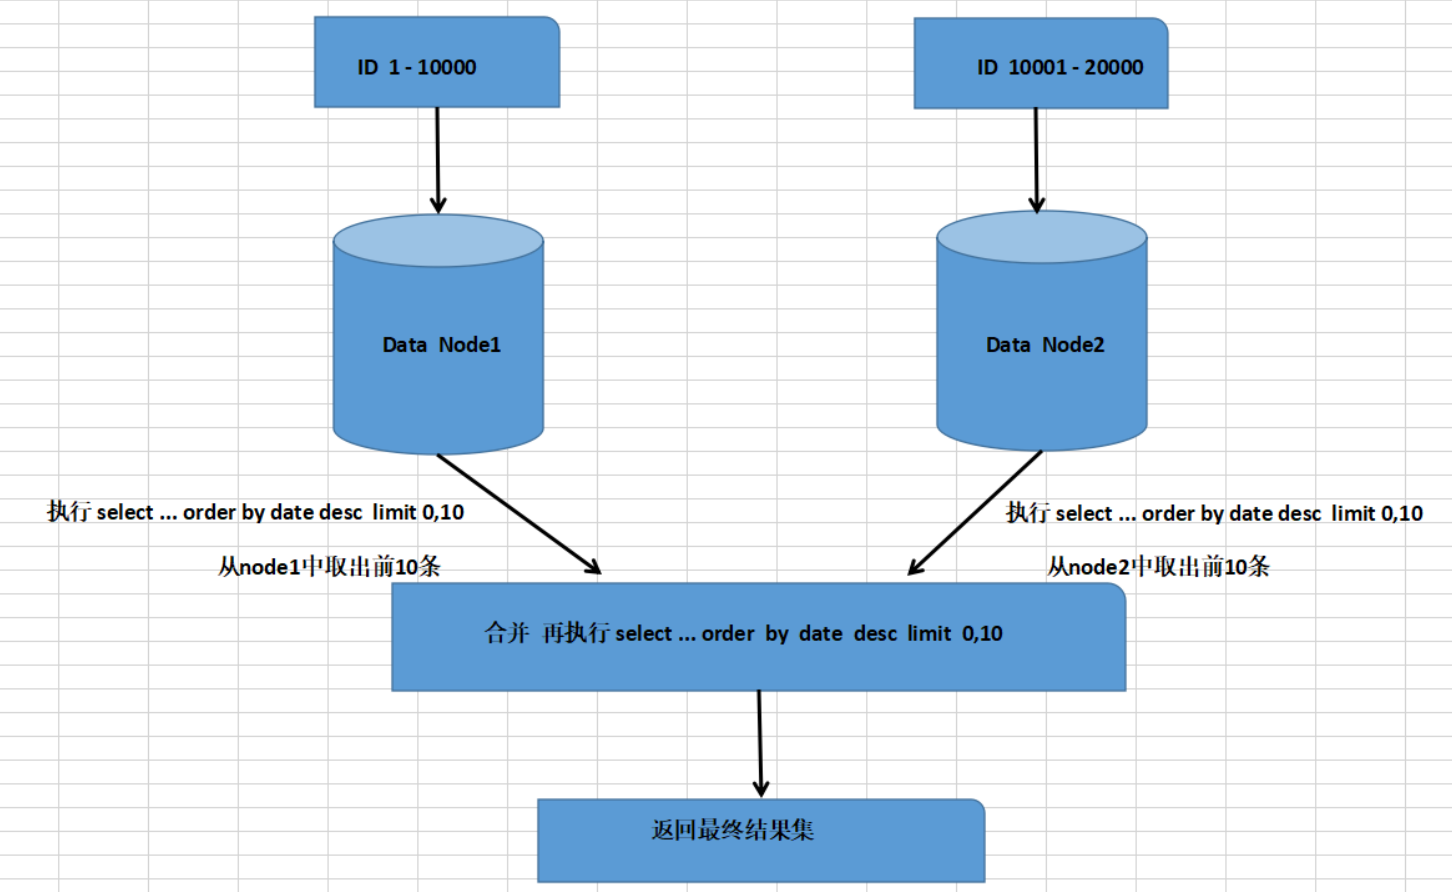 ID 1 - 10000
ID 10001 - 20000
Data Node1
Data Node2
执行 select ... order by date desc limit 0,10
执行 select ... order by date desc limit 0,10
从node1中取出前10条
从node2中取出前10条
合并 再执行 select ... order by date desc limit 0,10
返回最终结果集